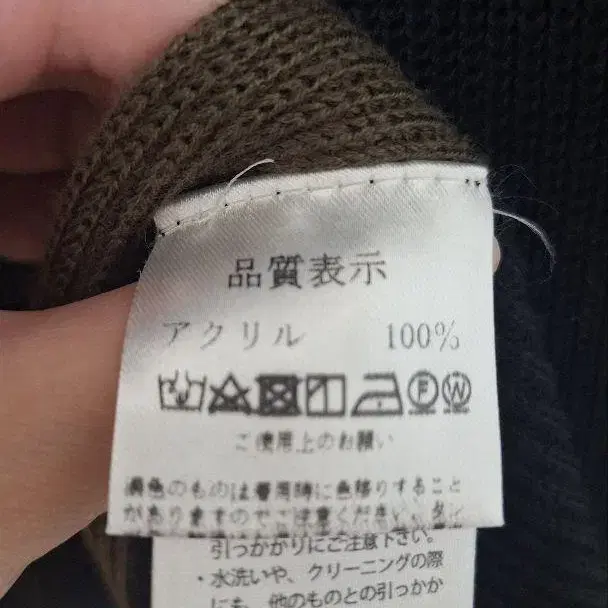 品質表示
アクリル 100%
F W
ご使用上のお願い
濃色のものは着用時に色移りすること
がありますのでご注意ください。
引っかかりにご注意下さい。
・水洗いや、クリーニングの際
にも、他のものとの引っかか